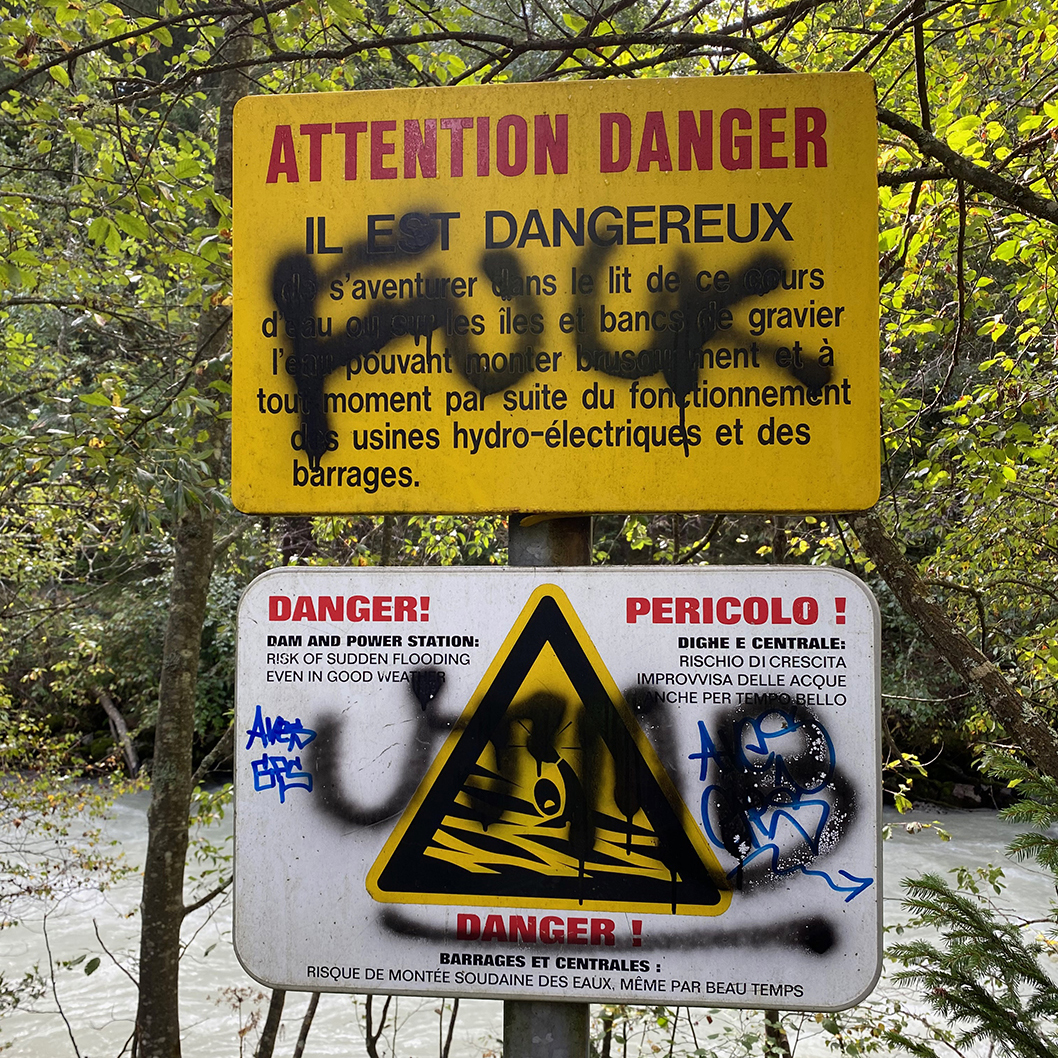 ATTENTION DANGER
IL EST DANGEREUX
de s'aventurer dans le lit de ce cours
d'eau ou sur les îles et bancs de gravier
l'eau pouvant monter brusquement et à
tout moment par suite du fonctionnement
des usines hydro-électriques et des
barrages.
FUCK
DANGER!
DAM AND POWER STATION:
RISK OF SUDDEN FLOODING
EVEN IN GOOD WEATHER
PERICOLO !
DIGHE E CENTRALE:
RISCHIO DI CRESCITA
IMPROVVISA DELLE ACQUE
ANCHE PER TEMPO BELLO
DANGER !
BARRAGES ET CENTRALES :
RISQUE DE MONTÉE SOUDAINE DES EAUX, MÊME PAR BEAU TEMPS